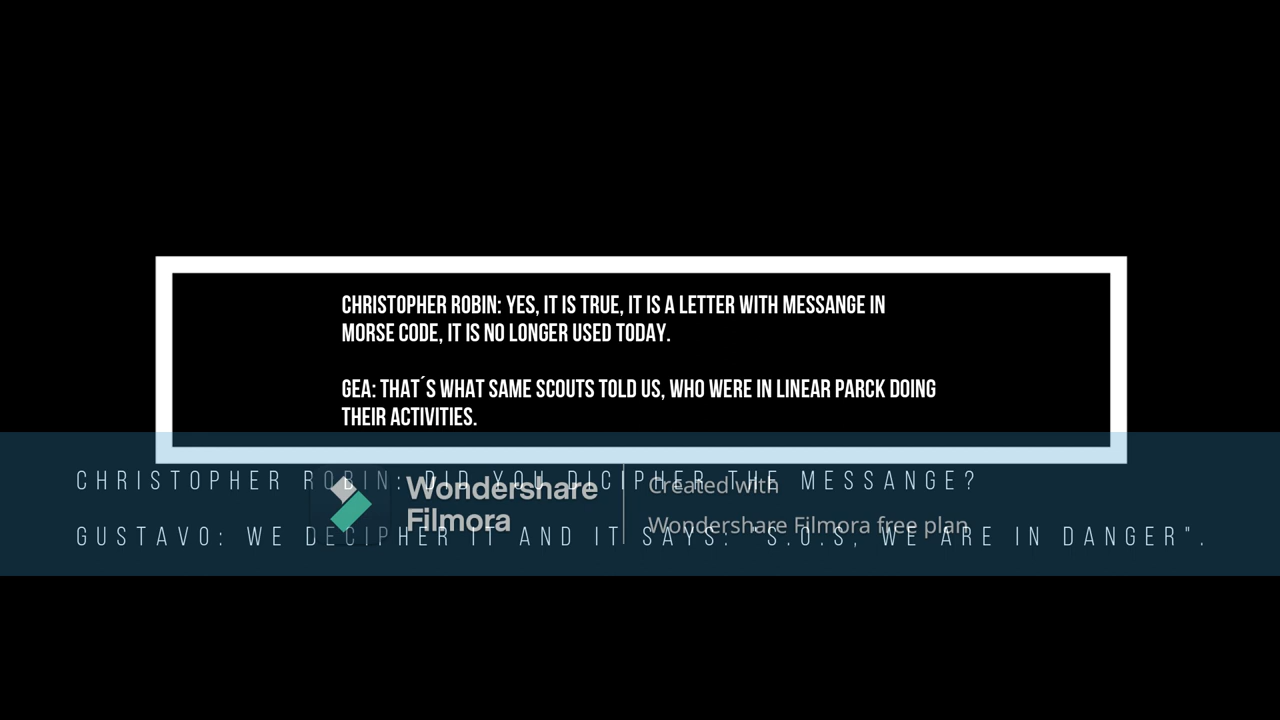 CHRISTOPHER ROBIN: YES, IT IS TRUE, IT IS A LETTER WITH MESSANGE IN
MORSE CODE, IT IS NO LONGER USED TODAY.
GEA: THAT´S WHAT SAME SCOUTS TOLD US, WHO WERE IN LINEAR PARCK DOING
THEIR ACTIVITIES.
CHRISTOPHER ROBIN: DID YOU DICIPHER THE MESSANGE?
Wondershare
Filmora
Created with
Wondershare Filmora free plan
GUSTAVO: WE DECIPHER IT AND IT SAYS: "S.O.S, WE ARE IN DANGER".